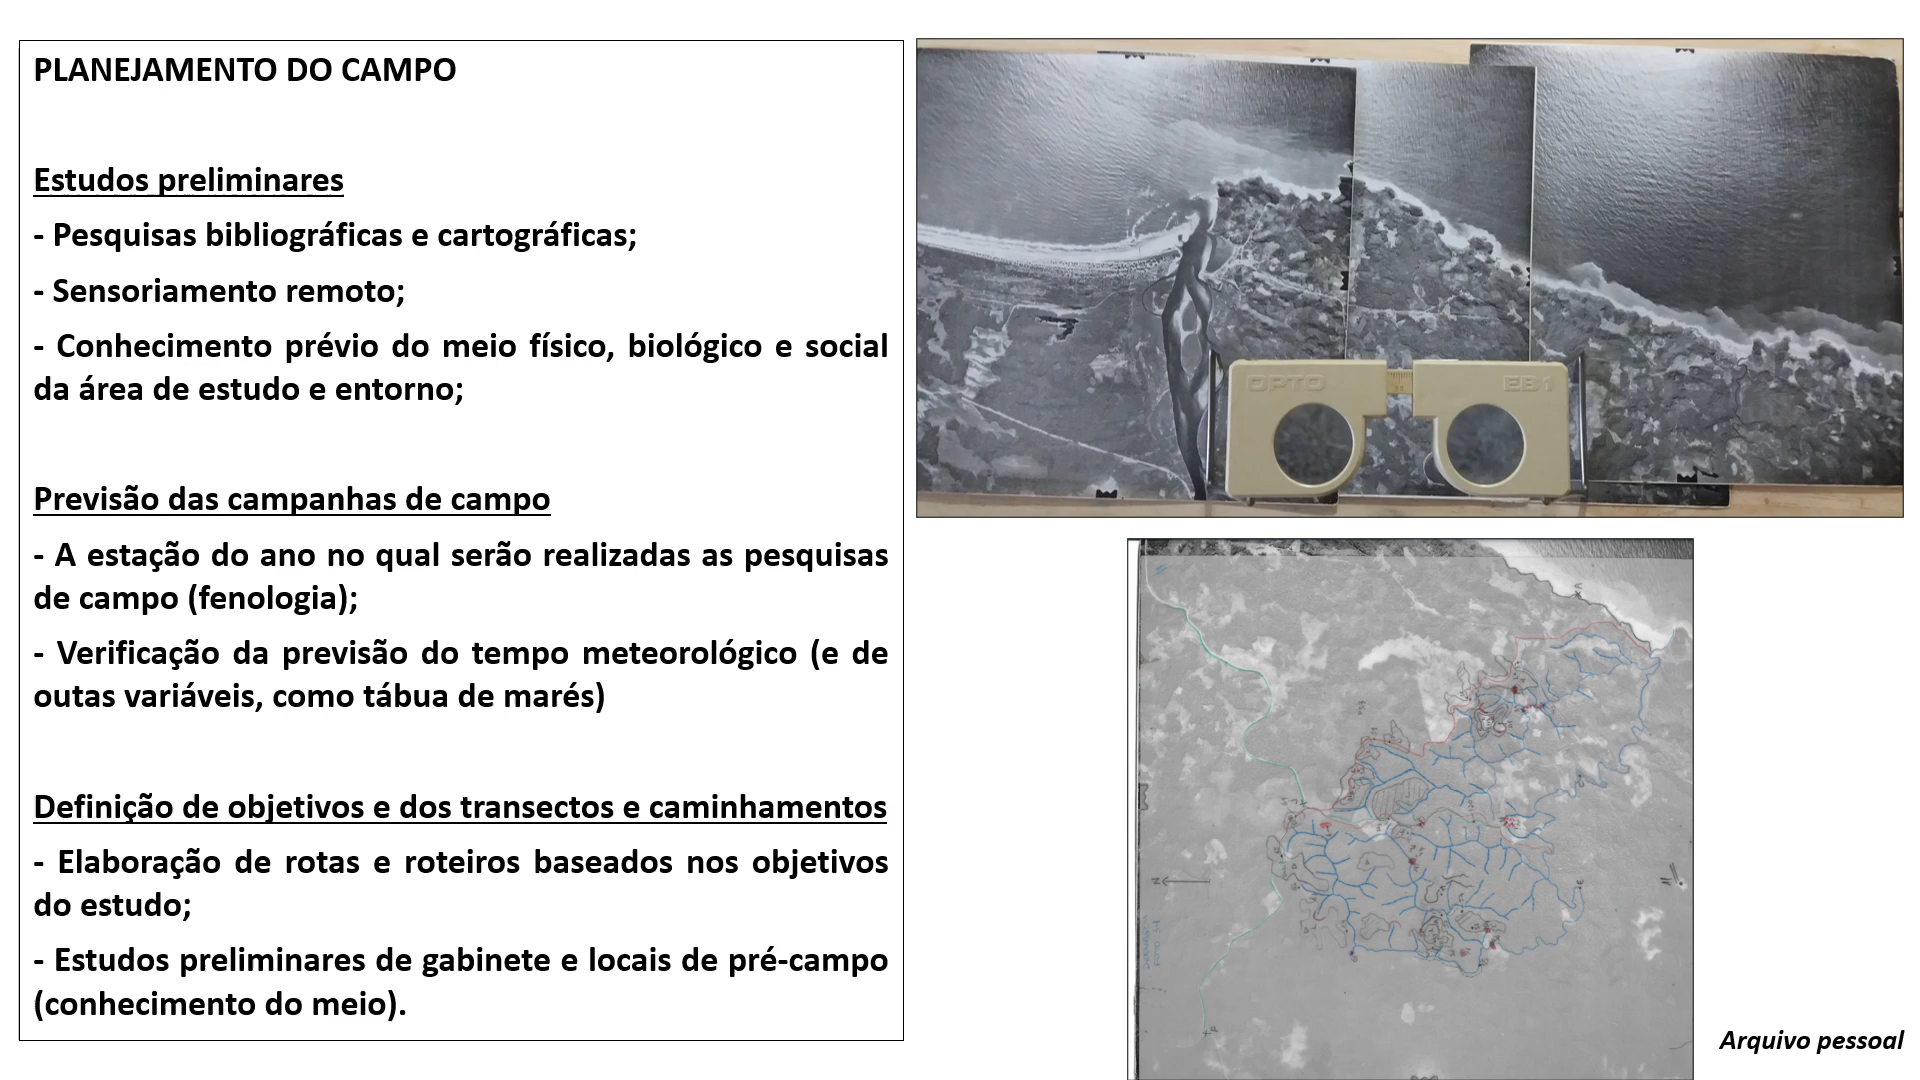 PLANEJAMENTO DO CAMPO
Estudos preliminares
- Pesquisas bibliográficas e cartográficas;
- Sensoriamento remoto;
- Conhecimento prévio do meio físico, biológico e social
da área de estudo e entorno;
Previsão das campanhas de campo
- A estação do ano no qual serão realizadas as pesquisas
de campo (fenologia);
- Verificação da previsão do tempo meteorológico (e de
outas variáveis, como tábua de marés)
Definição de objetivos e dos transectos e caminhamentos
- Elaboração de rotas e roteiros baseados nos objetivos
do estudo;
- Estudos preliminares de gabinete e locais de pré-campo
(conhecimento do meio).
OPTO
EB1
N
Arquivo pessoal